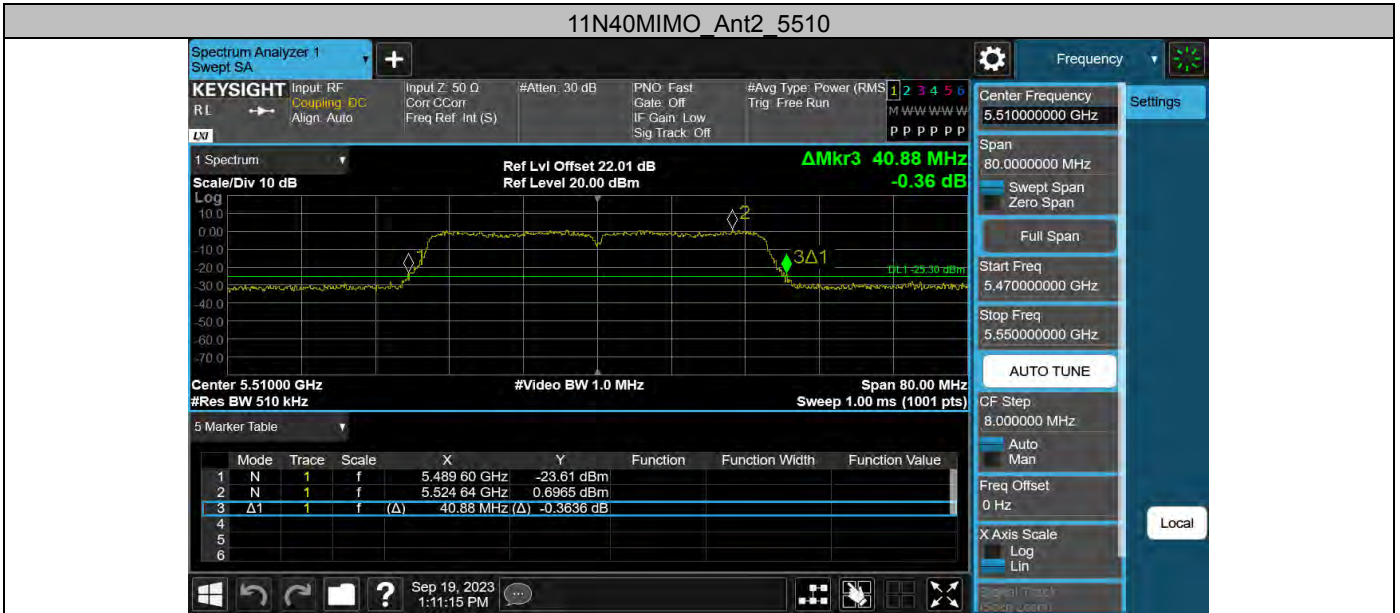 11N40MIMO_Ant2_5510
Spectrum Analyzer 1
Swept SA
+
Frequency
KEYSIGHT
RL
LXI
Input: RF
Coupling: DC
Align: Auto
Input Z: 50 Ω
Corr CCorr
Freq Ref: Int (S)
#Atten: 30 dB
PNO: Fast
Gate: Off
IF Gain: Low
Sig Track: Off
#Avg Type: Power (RMS
Trig: Free Run
1 2 3 4 5 6
M W W W W W
P P P P P P
1 Spectrum
Scale/Div 10 dB
Ref Lvl Offset 22.01 dB
Ref Level 20.00 dBm
ΔMkr3 40.88 MHz
-0.36 dB
Log
10.0
0.00
-10.0
-20.0
-30.0
-40.0
-50.0
-60.0
-70.0
1
2
3Δ1
DL1 -25.30 dBm
Center 5.51000 GHz
#Video BW 1.0 MHz
Span 80.00 MHz
#Res BW 510 kHz
Sweep 1.00 ms (1001 pts)
5 Marker Table
Mode Trace Scale X Y Function Function Width Function Value
1 N 1 f 5.489 60 GHz -23.61 dBm
2 N 1 f 5.524 64 GHz 0.6965 dBm
3 Δ1 1 f (Δ) 40.88 MHz (Δ) -0.3636 dB
4
5
6
?
Sep 19, 2023
1:11:15 PM
Center Frequency
5.510000000 GHz
Settings
Span
80.0000000 MHz
Swept Span
Zero Span
Full Span
Start Freq
5.470000000 GHz
Stop Freq
5.550000000 GHz
AUTO TUNE
CF Step
8.000000 MHz
Auto
Man
Freq Offset
0 Hz
X Axis Scale
Log
Lin
Local
Signal Track
(Span Zoom)